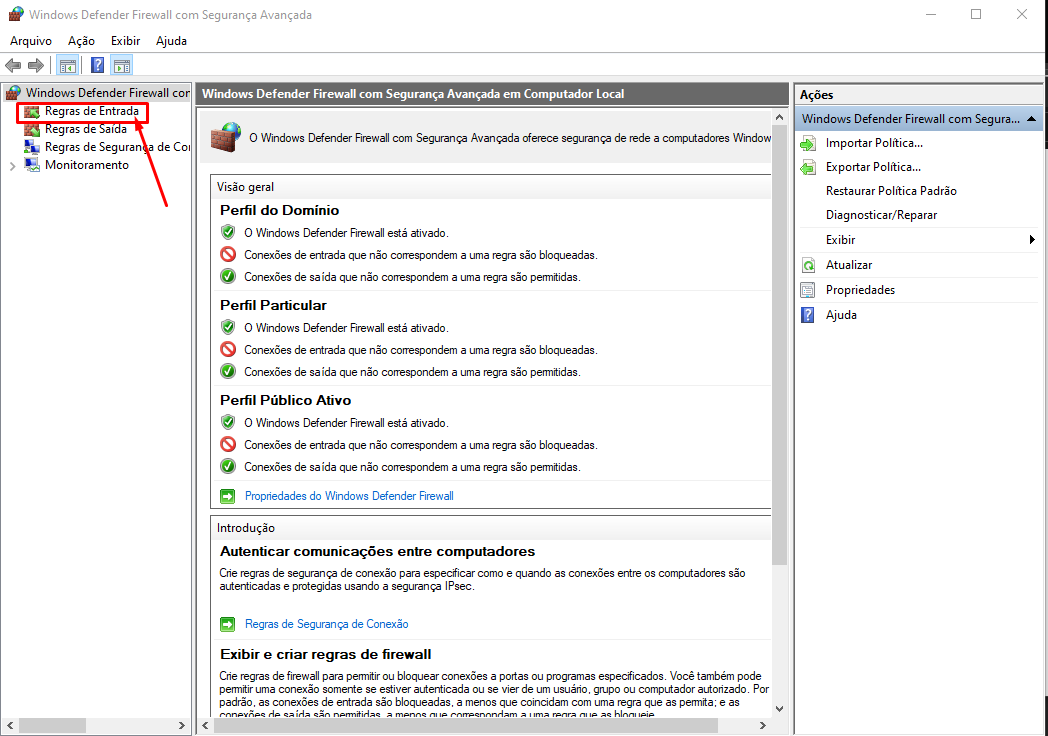 Windows Defender Firewall com Segurança Avançada
Arquivo Ação Exibir Ajuda
Windows Defender Firewall cor
Regras de Entrada
Regras de Saída
Regras de Segurança de Co
Monitoramento
Windows Defender Firewall com Segurança Avançada em Computador Local
O Windows Defender Firewall com Segurança Avançada oferece segurança de rede a computadores Window
Visão geral
Perfil do Domínio
O Windows Defender Firewall está ativado.
Conexões de entrada que não correspondem a uma regra são bloqueadas.
Conexões de saída que não correspondem a uma regra são permitidas.
Perfil Particular
O Windows Defender Firewall está ativado.
Conexões de entrada que não correspondem a uma regra são bloqueadas.
Conexões de saída que não correspondem a uma regra são permitidas.
Perfil Público Ativo
O Windows Defender Firewall está ativado.
Conexões de entrada que não correspondem a uma regra são bloqueadas.
Conexões de saída que não correspondem a uma regra são permitidas.
Propriedades do Windows Defender Firewall
Introdução
Autenticar comunicações entre computadores
Crie regras de segurança de conexão para especificar como e quando as conexões entre os computadores são
autenticadas e protegidas usando a segurança IPsec.
Regras de Segurança de Conexão
Exibir e criar regras de firewall
Crie regras de firewall para permitir ou bloquear conexões a portas ou programas especificados. Você também pode
permitir uma conexão somente se estiver autenticada ou se vier de um usuário, grupo ou computador autorizado. Por
padrão, as conexões de entrada são bloqueadas, a menos que coincidam com uma regra que as permita; e as
conexões de saída são permitidas, a menos que correspondam a uma regra que as bloqueie.
Ações
Windows Defender Firewall com Segura...
Importar Política...
Exportar Política...
Restaurar Política Padrão
Diagnosticar/Reparar
Exibir
Atualizar
Propriedades
Ajuda